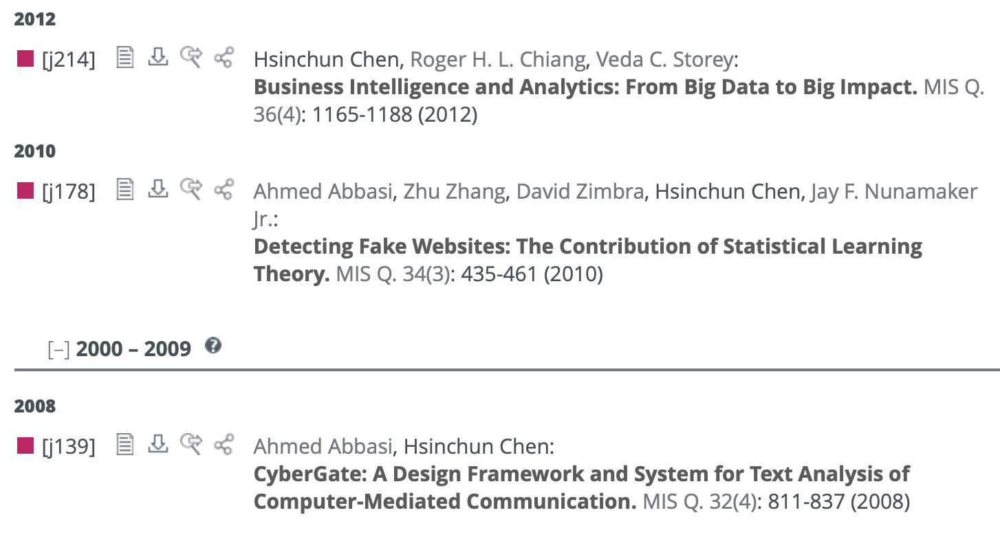 2012
[j214] Hsinchun Chen, Roger H. L. Chiang, Veda C. Storey:
Business Intelligence and Analytics: From Big Data to Big Impact. MIS Q.
36(4): 1165-1188 (2012)
2010
[j178] Ahmed Abbasi, Zhu Zhang, David Zimbra, Hsinchun Chen, Jay F. Nunamaker
Jr.:
Detecting Fake Websites: The Contribution of Statistical Learning
Theory. MIS Q. 34(3): 435-461 (2010)
[–] 2000 – 2009 ?
2008
[j139] Ahmed Abbasi, Hsinchun Chen:
CyberGate: A Design Framework and System for Text Analysis of
Computer-Mediated Communication. MIS Q. 32(4): 811-837 (2008)